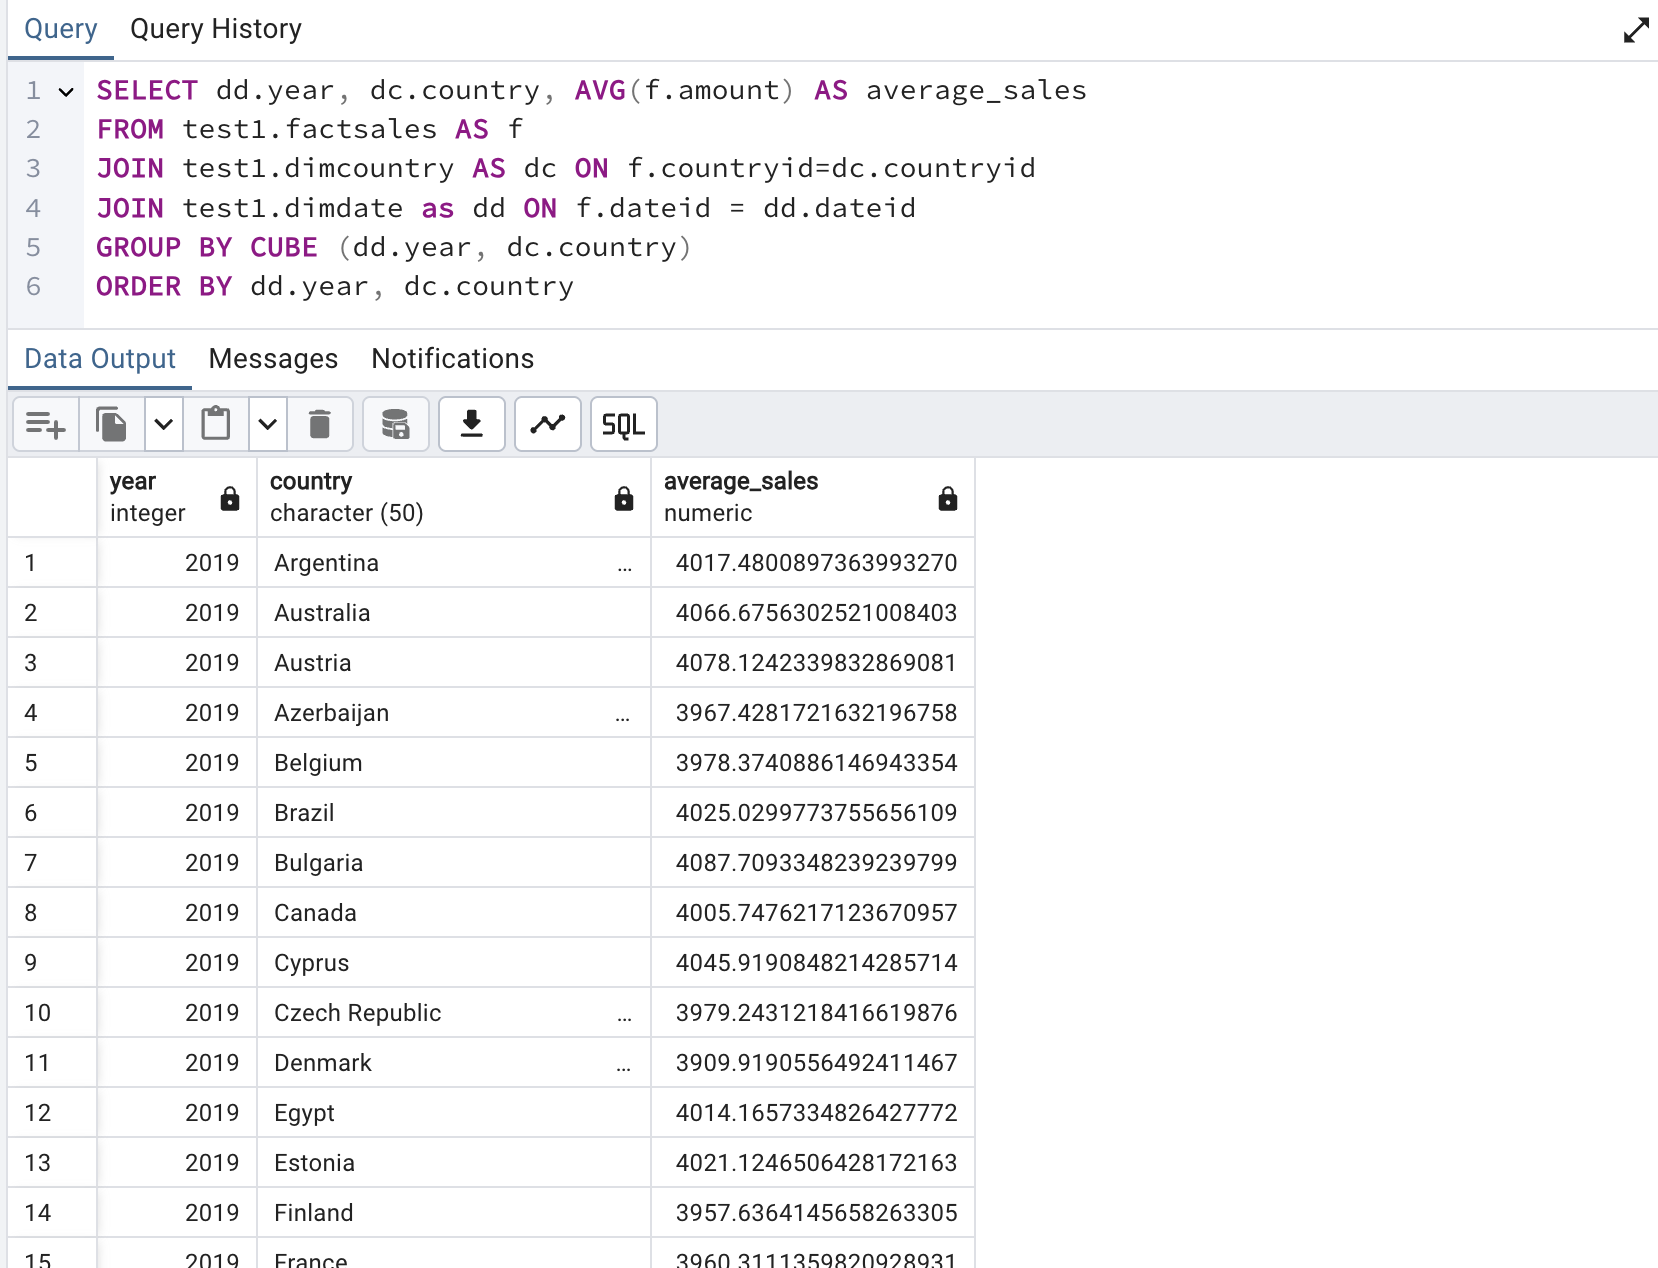 Query Query History
1 SELECT dd.year, dc.country, AVG(f.amount) AS average_sales
2 FROM test1.factsales AS f
3 JOIN test1.dimcountry AS dc ON f.countryid=dc.countryid
4 JOIN test1.dimdate as dd ON f.dateid = dd.dateid
5 GROUP BY CUBE (dd.year, dc.country)
6 ORDER BY dd.year, dc.country
Data Output Messages Notifications
SQL
year country average_sales
integer character (50) numeric
1 2019 Argentina ... 4017.4800897363993270
2 2019 Australia 4066.6756302521008403
3 2019 Austria 4078.1242339832869081
4 2019 Azerbaijan ... 3967.4281721632196758
5 2019 Belgium 3978.3740886146943354
6 2019 Brazil 4025.0299773755656109
7 2019 Bulgaria 4087.7093348239239799
8 2019 Canada 4005.7476217123670957
9 2019 Cyprus 4045.9190848214285714
10 2019 Czech Republic ... 3979.2431218416619876
11 2019 Denmark ... 3909.9190556492411467
12 2019 Egypt 4014.1657334826427772
13 2019 Estonia 4021.1246506428172163
14 2019 Finland 3957.6364145658263305
15 2019 France 3960.3111359820928931